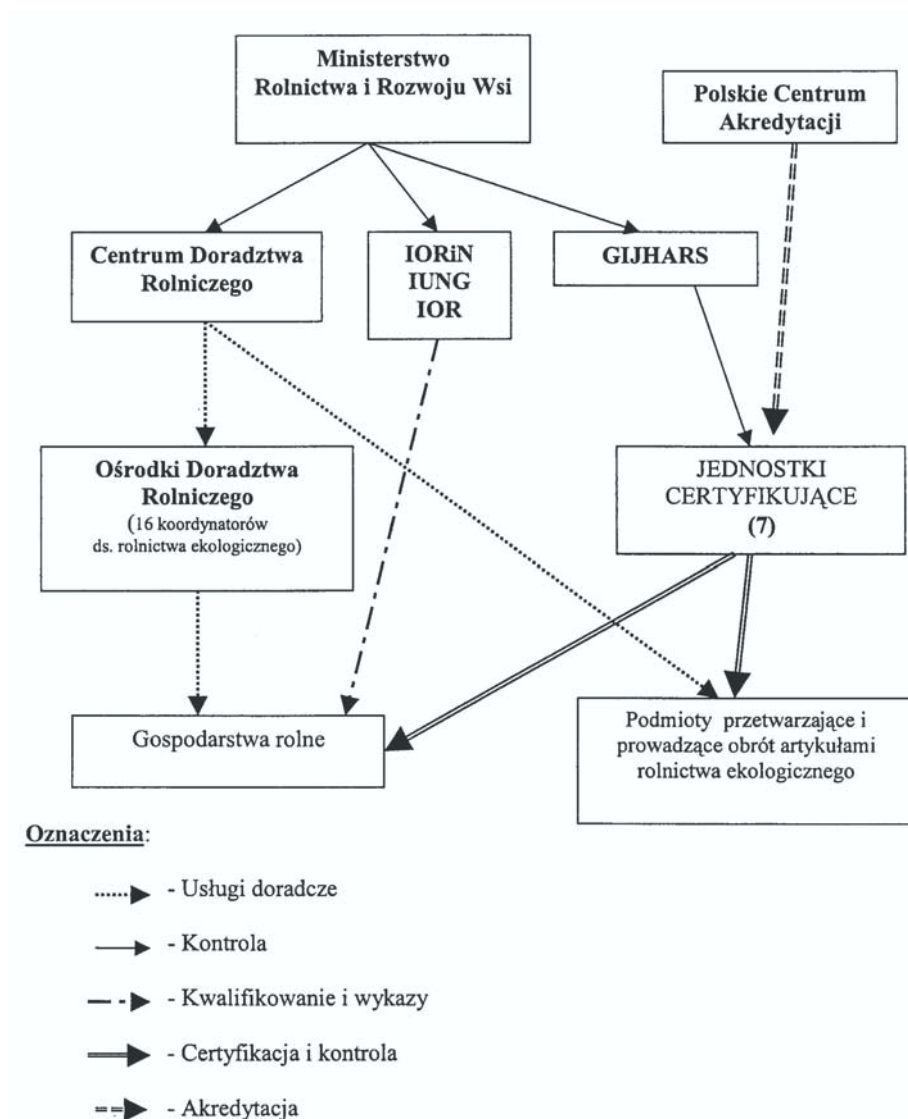 Ministerstwo
Rolnictwa i Rozwoju Wsi
Polskie Centrum
Akredytacji
Centrum Doradztwa
Rolniczego
IORiN
IUNG
IOR
GIJHARS
Ośrodki Doradztwa
Rolniczego
(16 koordynatorów
ds. rolnictwa ekologicznego)
JEDNOSTKI
CERTYFIKUJĄCE
(7)
Gospodarstwa rolne
Podmioty przetwarzające i
prowadzące obrót artykułami
rolnictwa ekologicznego
Oznaczenia:
- Usługi doradcze
- Kontrola
- Kwalifikowanie i wykazy
- Certyfikacja i kontrola
- Akredytacja